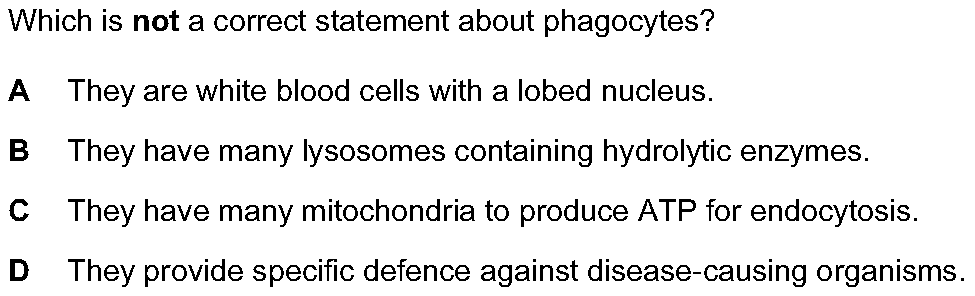 Which is not a correct statement about phagocytes?
A They are white blood cells with a lobed nucleus.
B They have many lysosomes containing hydrolytic enzymes.
C They have many mitochondria to produce ATP for endocytosis.
D They provide specific defence against disease-causing organisms.